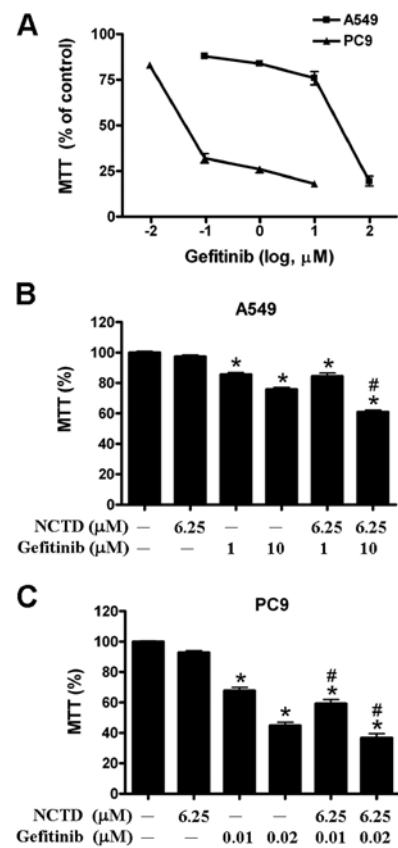 A
A549
PC9
MTT (% of control)
100
75
50
25
0
-2 -1 0 1 2
Gefitinib (log, μM)
B
A549
MTT (%)
120
100
80
60
40
20
0
* * * # *
NCTD (μM) — 6.25 — — 6.25 6.25
Gefitinib (μM) — — 1 10 1 10
C
PC9
MTT (%)
120
100
80
60
40
20
0
* * # * # *
NCTD (μM) — 6.25 — — 6.25 6.25
Gefitinib (μM) — — 0.01 0.02 0.01 0.02